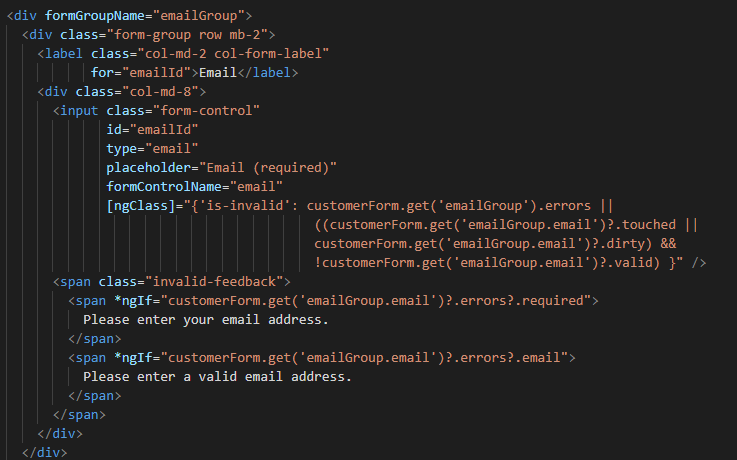 <div formGroupName="emailGroup">
<div class="form-group row mb-2">
<label class="col-md-2 col-form-label"
for="emailId">Email</label>
<div class="col-md-8">
<input class="form-control"
id="emailId"
type="email"
placeholder="Email (required)"
formControlName="email"
[ngClass]="{'is-invalid': customerForm.get('emailGroup').errors ||
((customerForm.get('emailGroup.email')?.touched ||
customerForm.get('emailGroup.email')?.dirty) &&
!customerForm.get('emailGroup.email')?.valid) }" />
<span class="invalid-feedback">
<span *ngIf="customerForm.get('emailGroup.email')?.errors?.required">
Please enter your email address.
</span>
<span *ngIf="customerForm.get('emailGroup.email')?.errors?.email">
Please enter a valid email address.
</span>
</span>
</div>
</div>